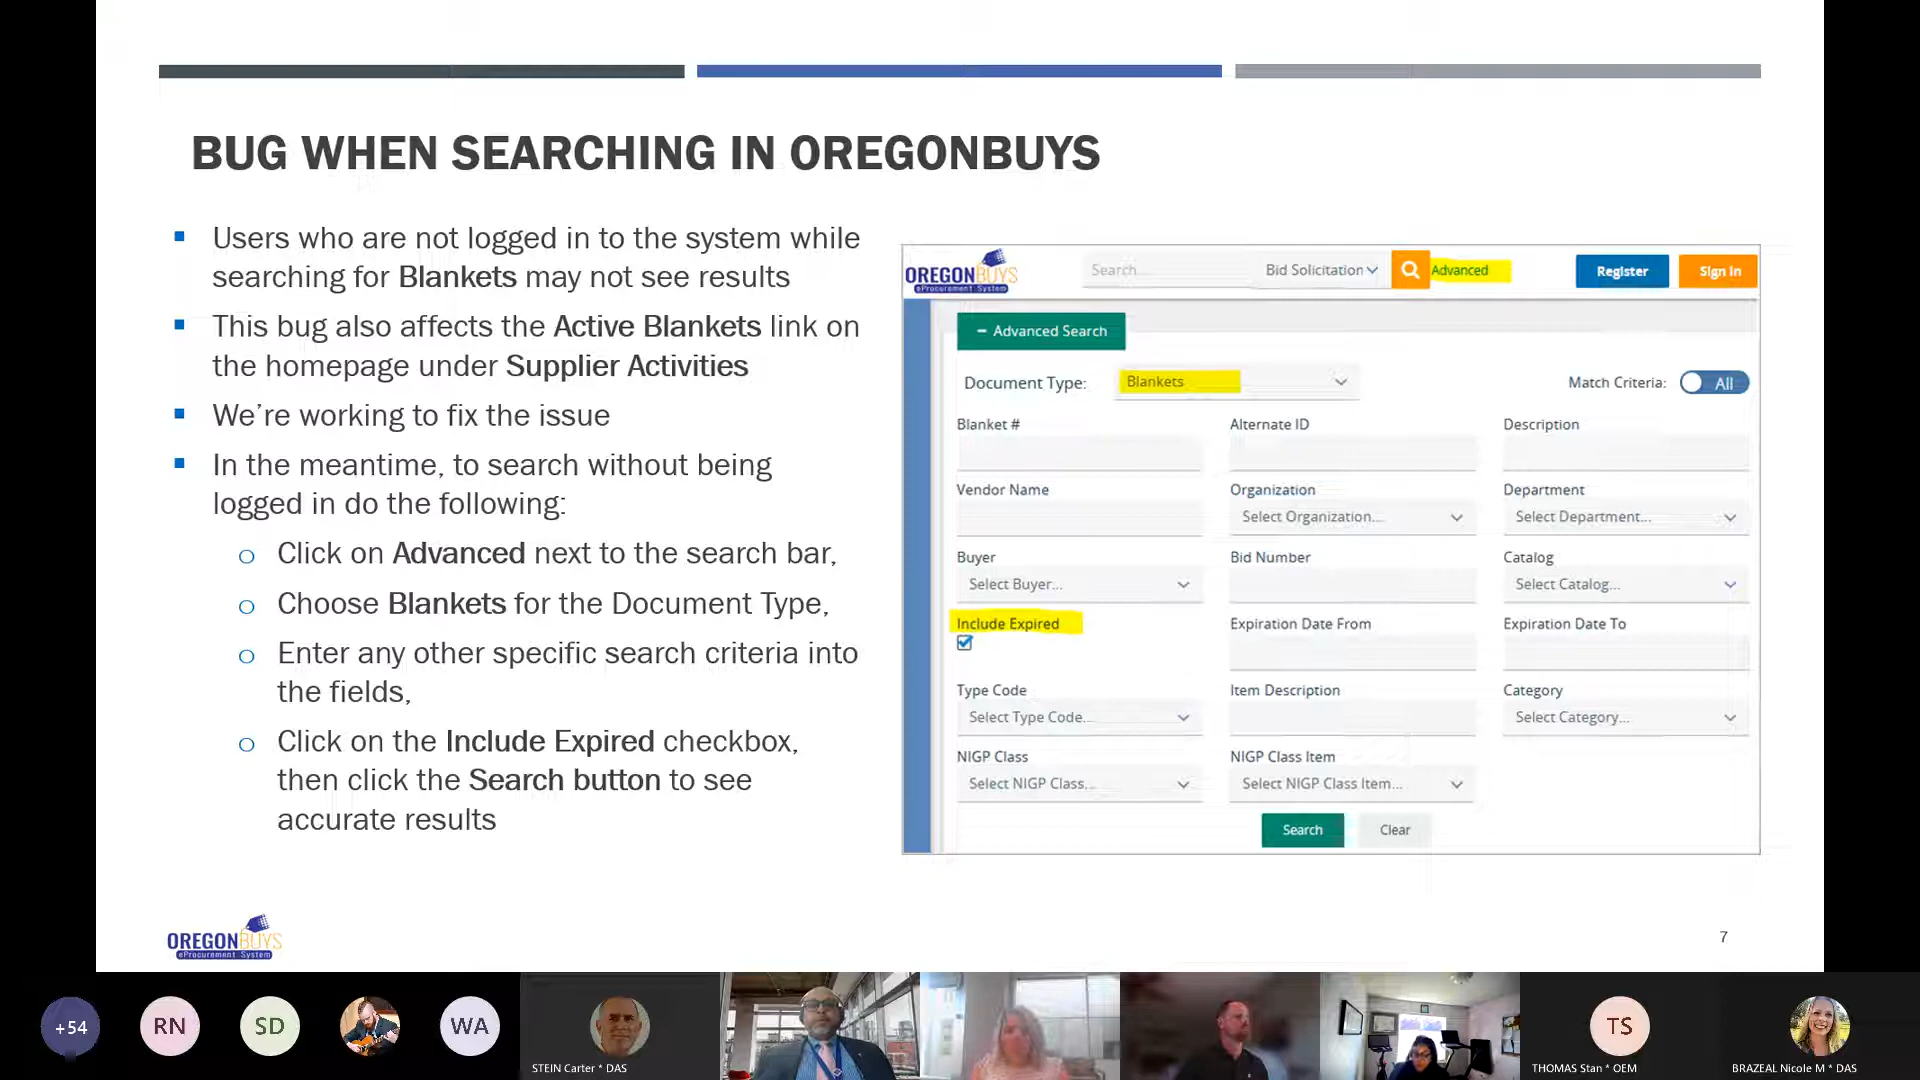 BUG WHEN SEARCHING IN OREGONBUYS
Users who are not logged in to the system while
searching for Blankets may not see results
This bug also affects the Active Blankets link on
the homepage under Supplier Activities
We're working to fix the issue
In the meantime, to search without being
logged in do the following:
Click on Advanced next to the search bar,
Choose Blankets for the Document Type,
Enter any other specific search criteria into
the fields,
Click on the Include Expired checkbox,
then click the Search button to see
accurate results
OREGONBUYS
eProcurement System
Search...
Bid Solicitation
Advanced
Register
Sign In
− Advanced Search
Document Type:
Blankets
Match Criteria:
All
Blanket #
Alternate ID
Description
Vendor Name
Organization
Department
Select Organization...
Select Department...
Buyer
Bid Number
Catalog
Select Buyer...
Select Catalog...
Include Expired
Expiration Date From
Expiration Date To
Type Code
Item Description
Category
Select Type Code...
Select Category...
NIGP Class
NIGP Class Item
Select NIGP Class...
Select NIGP Class Item...
Search
Clear
OREGONBUYS
eProcurement System
7
+54
RN
SD
WA
TS
STEIN Carter * DAS
THOMAS Stan * OEM
BRAZEAL Nicole M * DAS